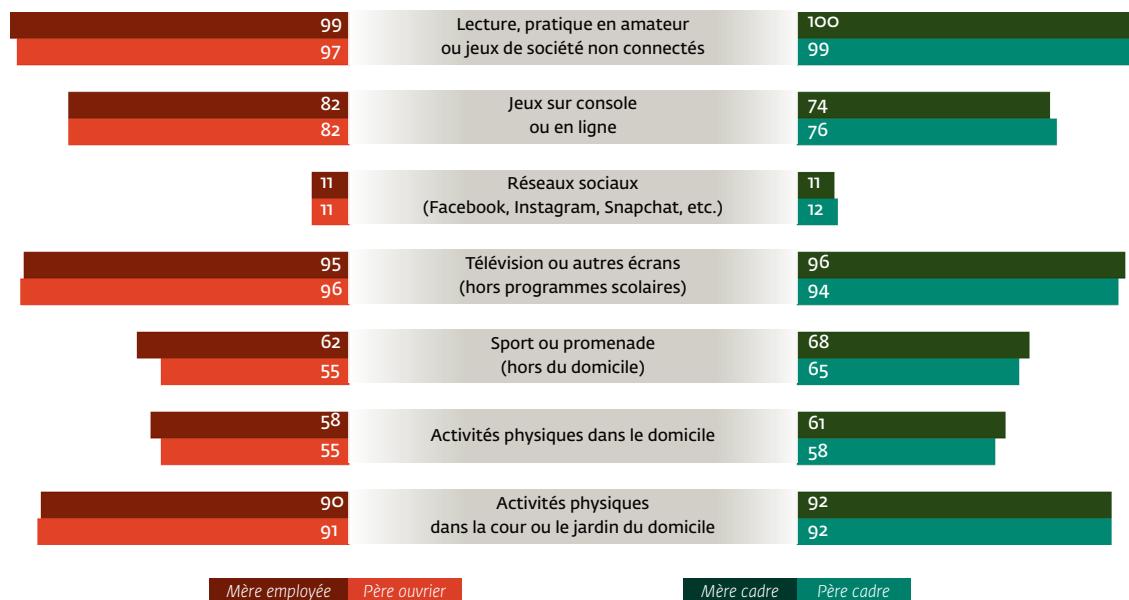 99 Lecture, pratique en amateur 100
97 ou jeux de société non connectés 99
82 Jeux sur console 74
82 ou en ligne 76
11 Réseaux sociaux 11
11 (Facebook, Instagram, Snapchat, etc.) 12
95 Télévision ou autres écrans 96
96 (hors programmes scolaires) 94
62 Sport ou promenade 68
55 (hors du domicile) 65
58 61
Activités physiques dans le domicile
55 58
90 Activités physiques 92
91 dans la cour ou le jardin du domicile 92
Mère employée Père ouvrier Mère cadre Père cadre